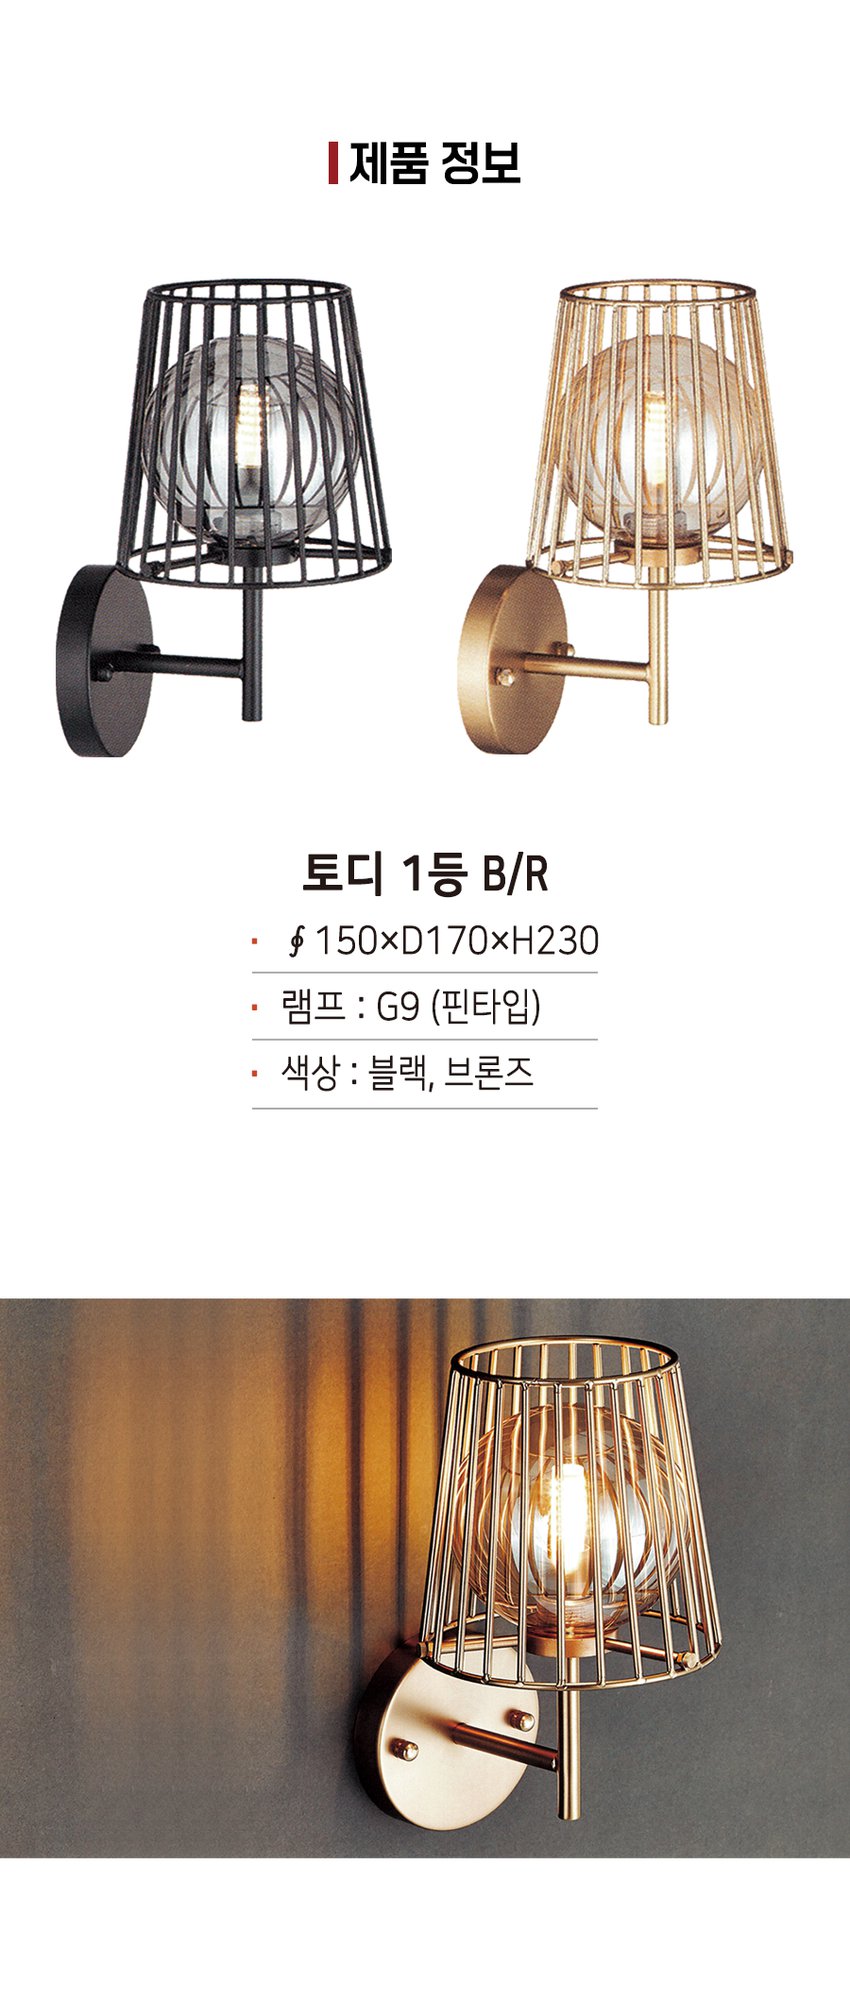 제품 정보
토디 1등 B/R
∮ 150×D170×H230
램프 : G9 (핀타입)
색상 : 블랙, 브론즈